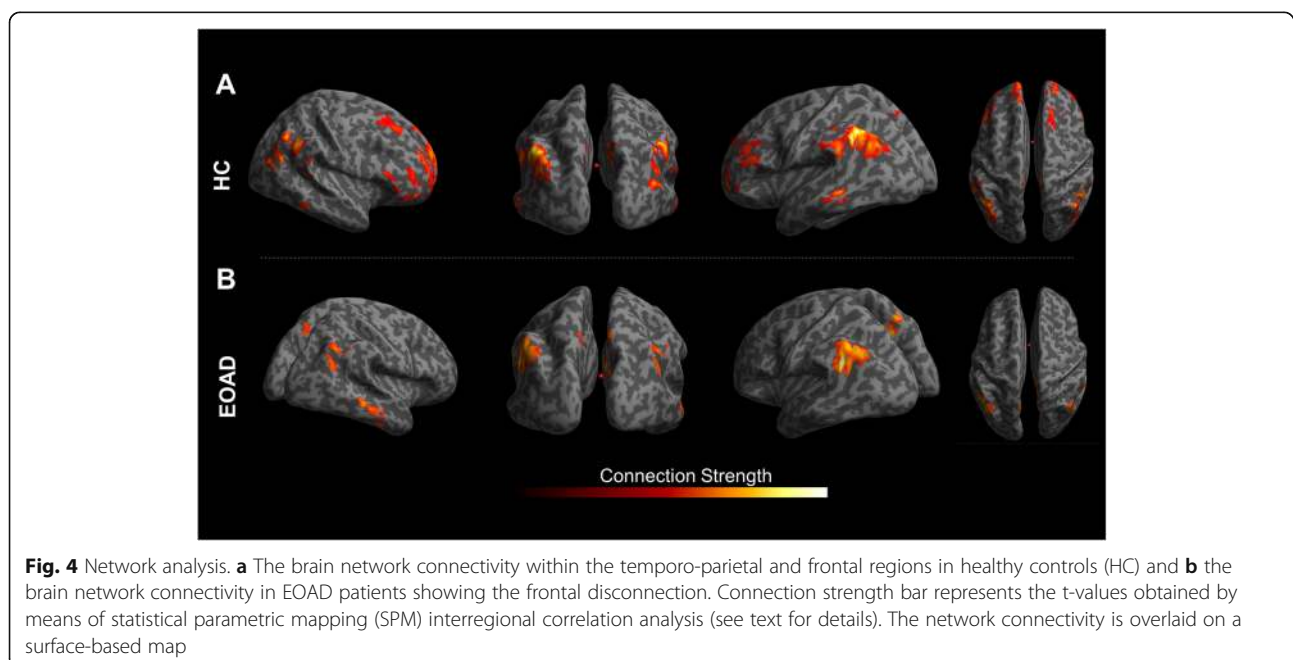 A
HC
B
EOAD
Connection Strength
Fig. 4 Network analysis. a The brain network connectivity within the temporo-parietal and frontal regions in healthy controls (HC) and b the
brain network connectivity in EOAD patients showing the frontal disconnection. Connection strength bar represents the t-values obtained by
means of statistical parametric mapping (SPM) interregional correlation analysis (see text for details). The network connectivity is overlaid on a
surface-based map